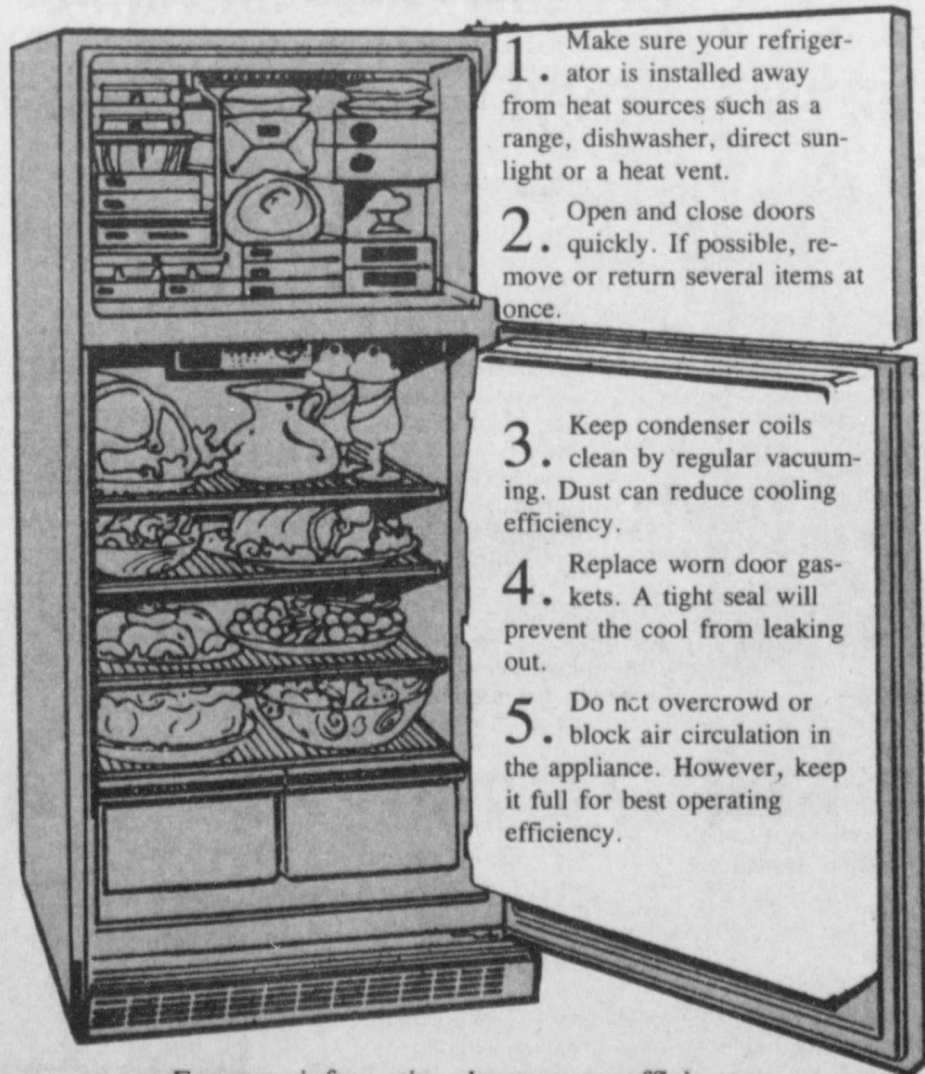 1. Make sure your refriger-
ator is installed away
from heat sources such as a
range, dishwasher, direct sun-
light or a heat vent.
2. Open and close doors
quickly. If possible, re-
move or return several items at
once.
3. Keep condenser coils
clean by regular vacuum-
ing. Dust can reduce cooling
efficiency.
4. Replace worn door gas-
kets. A tight seal will
prevent the cool from leaking
out.
5. Do not overcrowd or
block air circulation in
the appliance. However, keep
it full for best operating
efficiency.